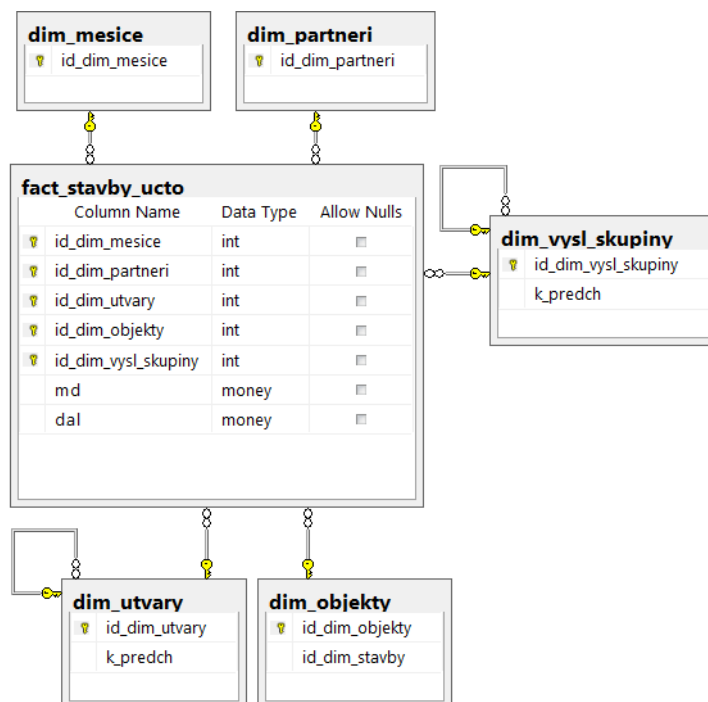 dim_mesice
id_dim_mesice
dim_partneri
id_dim_partneri
fact_stavby_ucto
Column Name Data Type Allow Nulls
id_dim_mesice int
id_dim_partneri int
id_dim_utvary int
id_dim_objekty int
id_dim_vysl_skupiny int
md money
dal money
dim_vysl_skupiny
id_dim_vysl_skupiny
k_predch
dim_utvary
id_dim_utvary
k_predch
dim_objekty
id_dim_objekty
id_dim_stavby